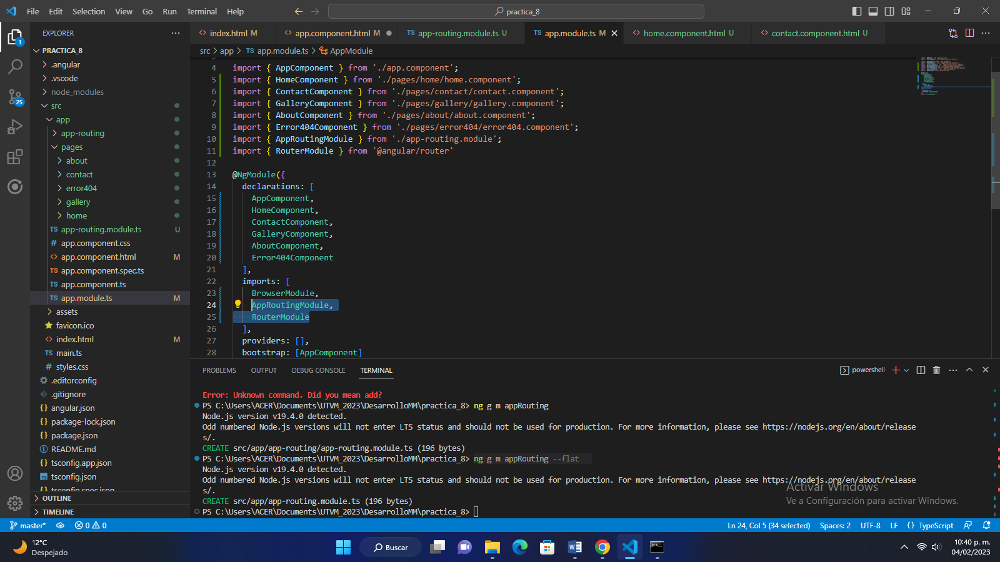 File Edit Selection View Go Run Terminal Help
practica_8
EXPLORER
PRACTICA_8
.angular
.vscode
node_modules
src
app
app-routing
pages
about
contact
error404
gallery
home
TS app-routing.module.ts U
# app.component.css
<> app.component.html M
TS app.component.spec.ts
TS app.component.ts
TS app.module.ts M
assets
favicon.ico
<> index.html M
TS main.ts
# styles.css
.editorconfig
.gitignore
{} angular.json
{} package-lock.json
{} package.json
README.md
{} tsconfig.app.json
TS tsconfig.json
{} tsconfig.spec.json
OUTLINE
TIMELINE
1
25
<> index.html M
<> app.component.html M
TS app-routing.module.ts U
TS app.module.ts M
<> home.component.html U
<> contact.component.html U
src > app > TS app.module.ts > AppModule
4 import { AppComponent } from './app.component';
5 import { HomeComponent } from './pages/home/home.component';
6 import { ContactComponent } from './pages/contact/contact.component';
7 import { GalleryComponent } from './pages/gallery/gallery.component';
8 import { AboutComponent } from './pages/about/about.component';
9 import { Error404Component } from './pages/error404/error404.component';
10 import { AppRoutingModule } from './app-routing.module';
11 import { RouterModule } from '@angular/router'
12
13 @NgModule({
14 declarations: [
15 AppComponent,
16 HomeComponent,
17 ContactComponent,
18 GalleryComponent,
19 AboutComponent,
20 Error404Component
21 ],
22 imports: [
23 BrowserModule,
24 AppRoutingModule,
25 RouterModule
26 ],
27 providers: [],
28 bootstrap: [AppComponent]
PROBLEMS OUTPUT DEBUG CONSOLE TERMINAL
powershell
Error: Unknown command. Did you mean add?
PS C:\Users\ACER\Documents\UTVM_2023\DesarrolloMM\practica_8> ng g m appRouting
Node.js version v19.4.0 detected.
Odd numbered Node.js versions will not enter LTS status and should not be used for production. For more information, please see https://nodejs.org/en/about/release
s/.
CREATE src/app/app-routing/app-routing.module.ts (196 bytes)
PS C:\Users\ACER\Documents\UTVM_2023\DesarrolloMM\practica_8> ng g m appRouting --flat
Node.js version v19.4.0 detected.
Odd numbered Node.js versions will not enter LTS status and should not be used for production. For more information, please see https://nodejs.org/en/about/release
s/.
CREATE src/app/app-routing.module.ts (196 bytes)
PS C:\Users\ACER\Documents\UTVM_2023\DesarrolloMM\practica_8>
Activar Windows
Ve a Configuración para activar Windows.
master* 0 0
Ln 24, Col 5 (34 selected) Spaces: 2 UTF-8 LF {} TypeScript
12°C
Despejado
Buscar
10:40 p. m.
04/02/2023